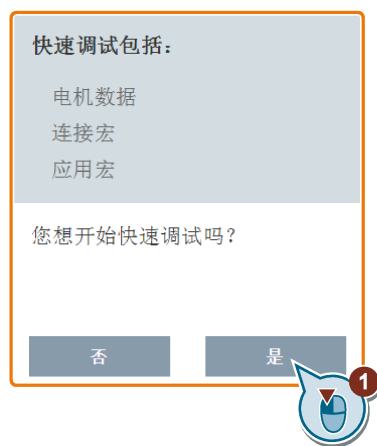 快速调试包括：
电机数据
连接宏
应用宏
您想开始快速调试吗？
否
是
1